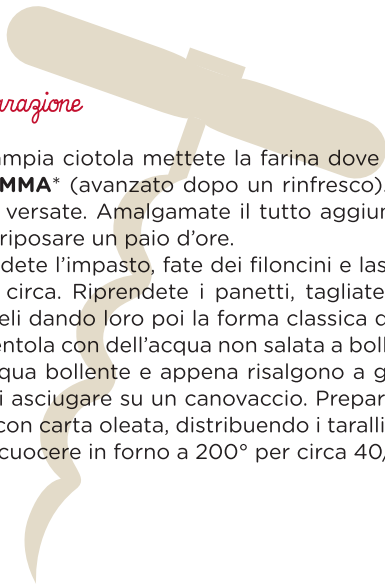 arazione
mpia ciotola mettete la farina dove
MMA* (avanzato dopo un rinfresco).
versate. Amalgamate il tutto aggiun
riposare un paio d’ore.
dete l’impasto, fate dei filoncini e las
circa. Riprendete i panetti, tagliate
eli dando loro poi la forma classica d
entola con dell’acqua non salata a boll
qua bollente e appena risalgono a g
i asciugare su un canovaccio. Prepar
con carta oleata, distribuendo i taralli
cuocere in forno a 200° per circa 40/